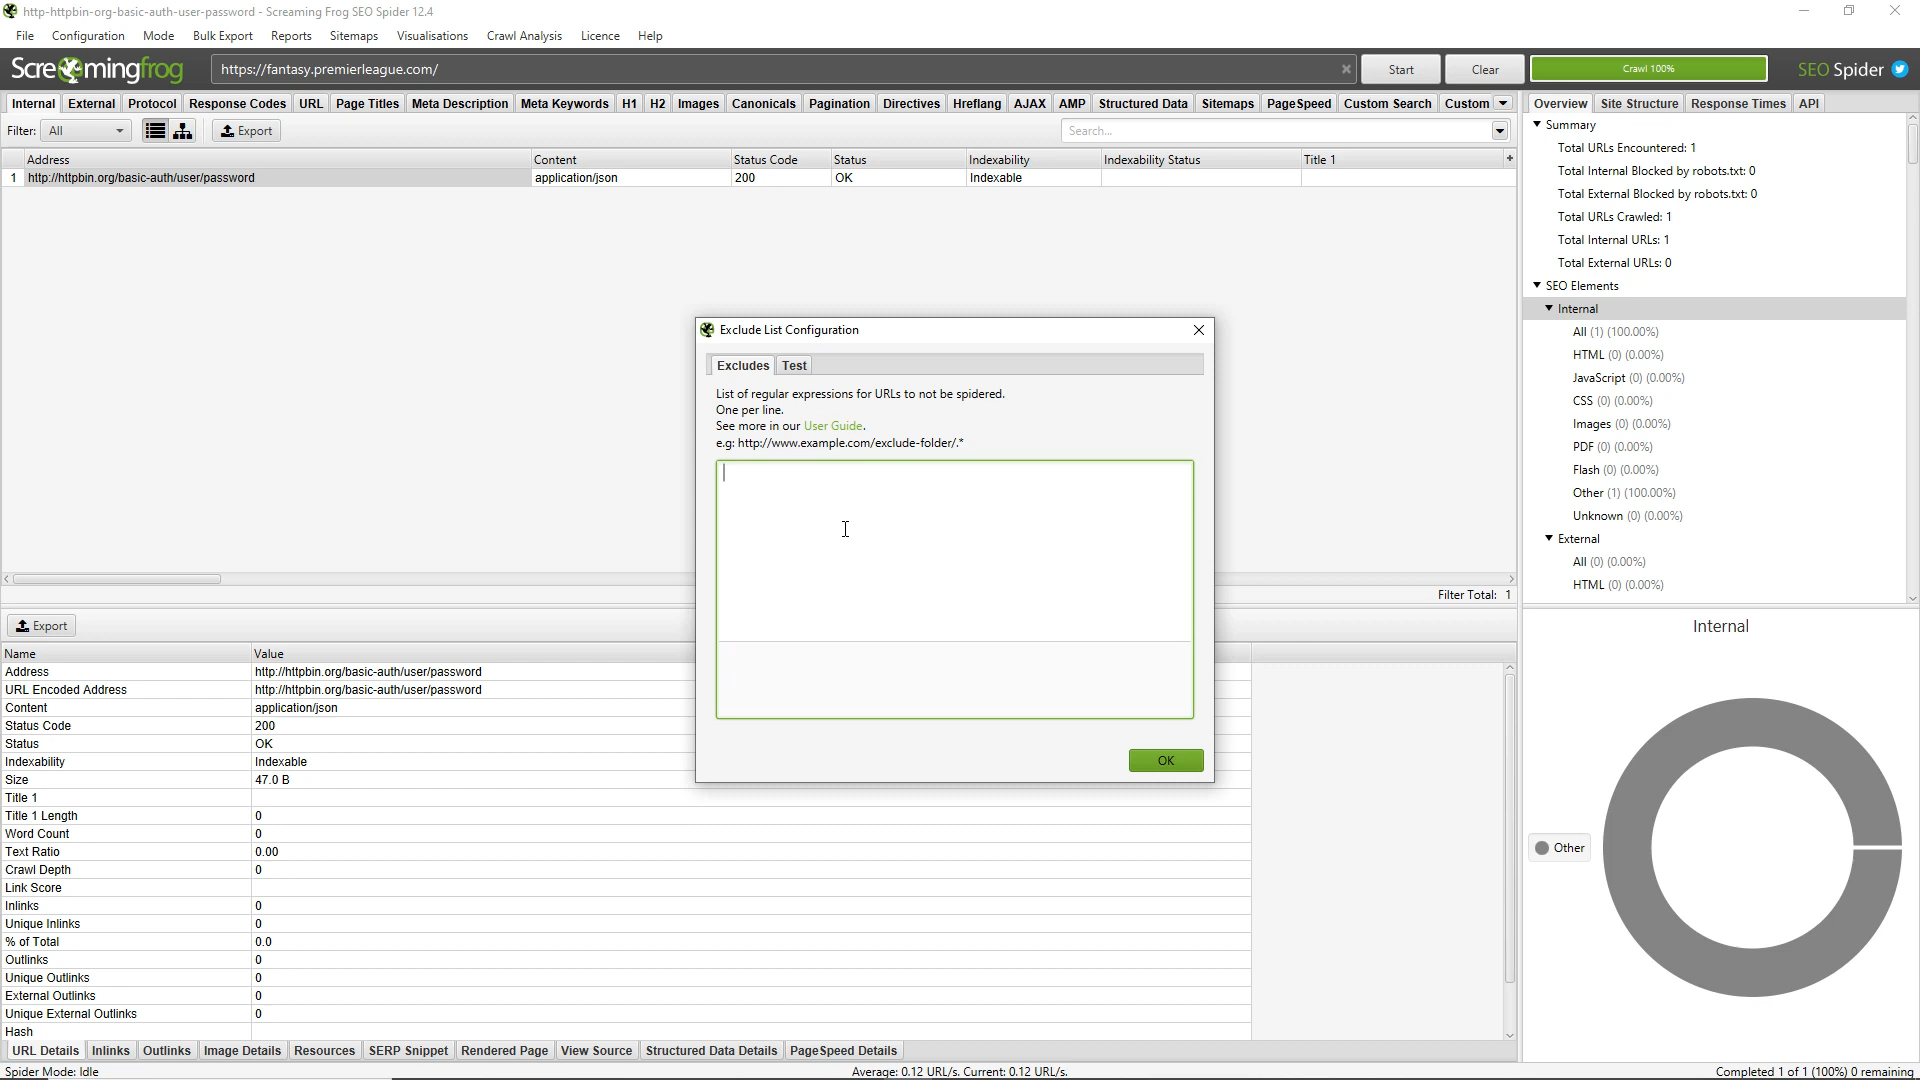 http-httpbin-org-basic-auth-user-password - Screaming Frog SEO Spider 12.4
File Configuration Mode Bulk Export Reports Sitemaps Visualisations Crawl Analysis Licence Help
Screamingfrog https://fantasy.premierleague.com/ Start Clear Crawl 100% SEO Spider
Internal External Protocol Response Codes URL Page Titles Meta Description Meta Keywords H1 H2 Images Canonicals Pagination Directives Hreflang AJAX AMP Structured Data Sitemaps PageSpeed Custom Search Custom
Filter: All Export Search...
Address Content Status Code Status Indexability Indexability Status Title 1 +
1 http://httpbin.org/basic-auth/user/password application/json 200 OK Indexable
Filter Total: 1
Exclude List Configuration
Excludes Test
List of regular expressions for URLs to not be spidered.
One per line.
See more in our User Guide.
e.g: http://www.example.com/exclude-folder/.*
OK
Export
Name Value
Address http://httpbin.org/basic-auth/user/password
URL Encoded Address http://httpbin.org/basic-auth/user/password
Content application/json
Status Code 200
Status OK
Indexability Indexable
Size 47.0 B
Title 1
Title 1 Length 0
Word Count 0
Text Ratio 0.00
Crawl Depth 0
Link Score
Inlinks 0
Unique Inlinks 0
% of Total 0.0
Outlinks 0
Unique Outlinks 0
External Outlinks 0
Unique External Outlinks 0
Hash
URL Details Inlinks Outlinks Image Details Resources SERP Snippet Rendered Page View Source Structured Data Details PageSpeed Details
Overview Site Structure Response Times API
Summary
Total URLs Encountered: 1
Total Internal Blocked by robots.txt: 0
Total External Blocked by robots.txt: 0
Total URLs Crawled: 1
Total Internal URLs: 1
Total External URLs: 0
SEO Elements
Internal
All (1) (100.00%)
HTML (0) (0.00%)
JavaScript (0) (0.00%)
CSS (0) (0.00%)
Images (0) (0.00%)
PDF (0) (0.00%)
Flash (0) (0.00%)
Other (1) (100.00%)
Unknown (0) (0.00%)
External
All (0) (0.00%)
HTML (0) (0.00%)
Internal
Other
Spider Mode: Idle Average: 0.12 URL/s. Current: 0.12 URL/s. Completed 1 of 1 (100%) 0 remaining